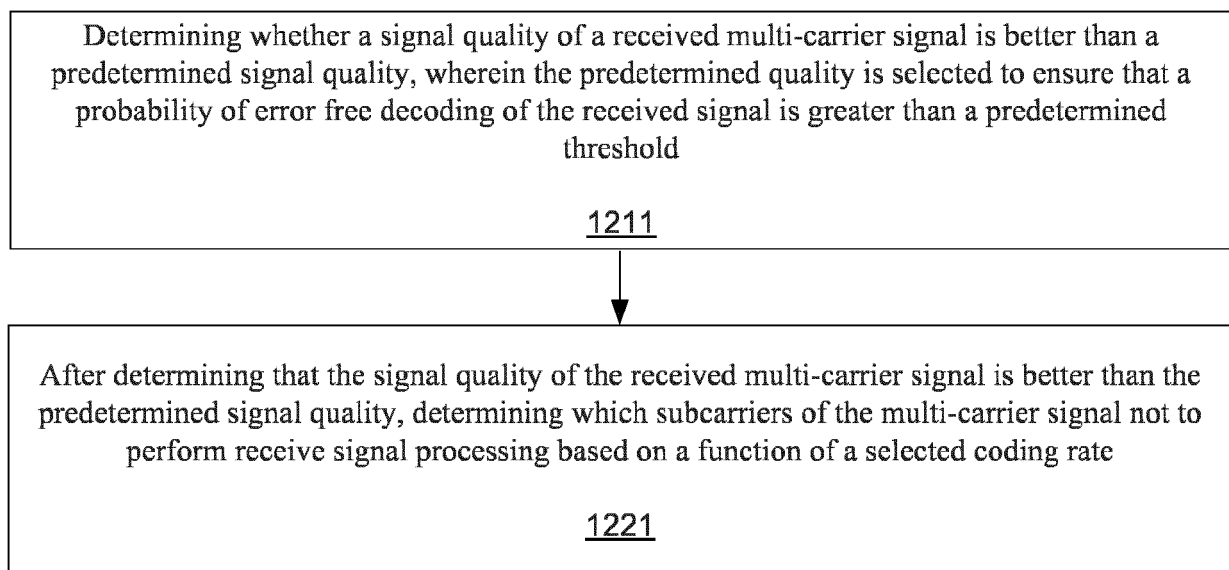 Determining whether a signal quality of a received multi-carrier signal is better than a
predetermined signal quality, wherein the predetermined quality is selected to ensure that a
probability of error free decoding of the received signal is greater than a predetermined
threshold
1211
After determining that the signal quality of the received multi-carrier signal is better than the
predetermined signal quality, determining which subcarriers of the multi-carrier signal not to
perform receive signal processing based on a function of a selected coding rate
1221